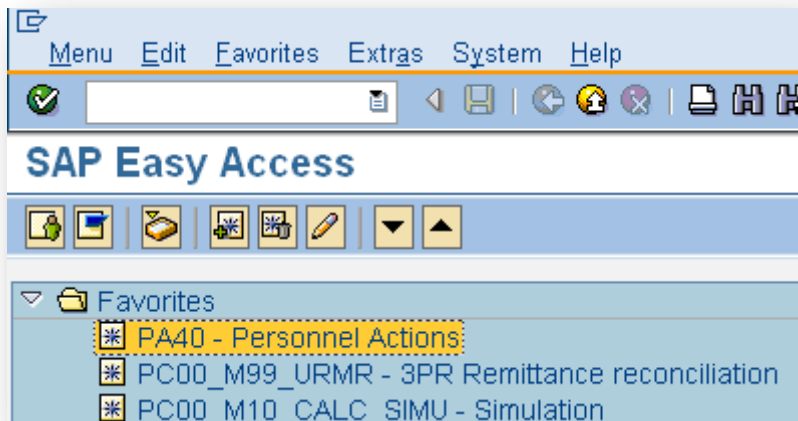 Menu Edit Favorites Extras System Help
SAP Easy Access
Favorites
PA40 - Personnel Actions
PC00_M99_URMR - 3PR Remittance reconciliation
PC00_M10_CALC_SIMU - Simulation